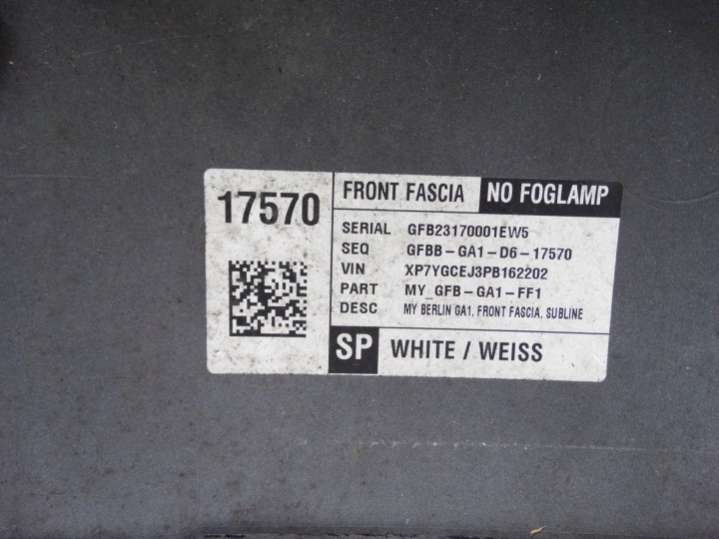 17570
FRONT FASCIA NO FOGLAMP
SERIAL GFB23170001EW5
SEQ GFBB-GA1-D6-17570
VIN XP7YGCEJ3PB162202
PART MY_GFB-GA1-FF1
DESC MY BERLIN GA1, FRONT FASCIA, SUBLINE
SP WHITE / WEISS